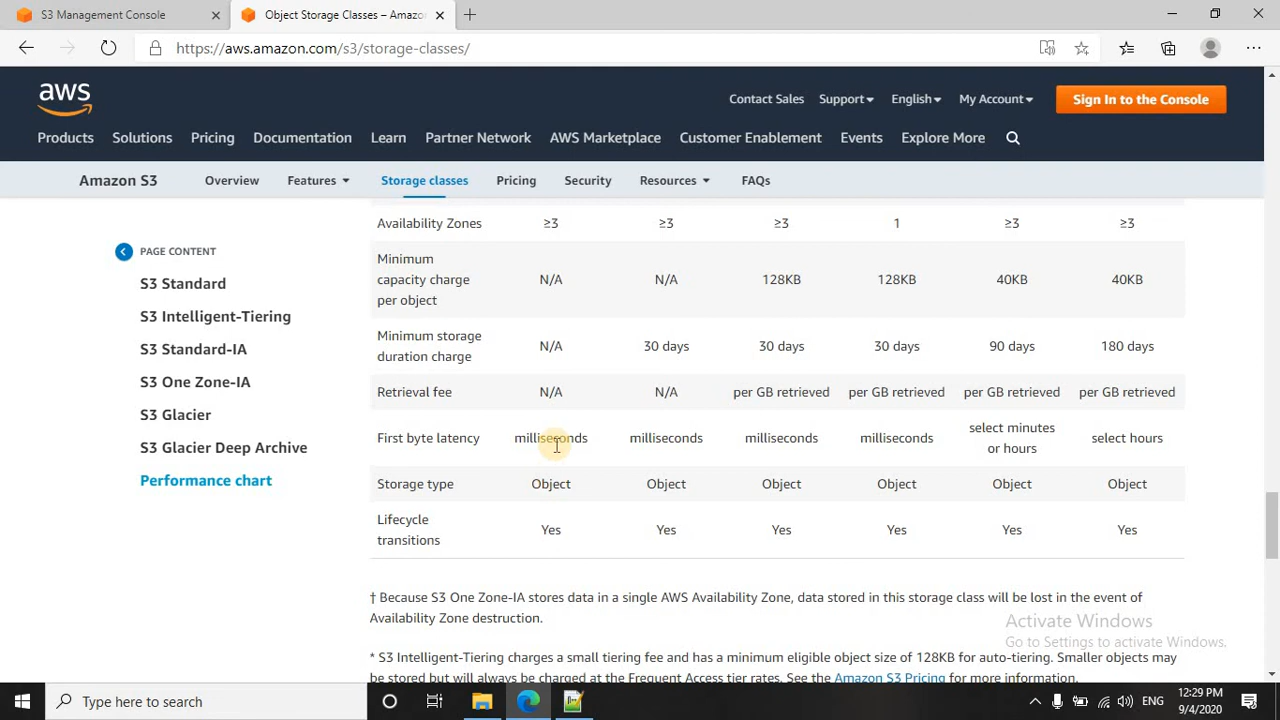 S3 Management Console
Object Storage Classes – Amazon
https://aws.amazon.com/s3/storage-classes/
aws
Contact Sales Support English My Account Sign In to the Console
Products Solutions Pricing Documentation Learn Partner Network AWS Marketplace Customer Enablement Events Explore More
Amazon S3 Overview Features Storage classes Pricing Security Resources FAQs
PAGE CONTENT
S3 Standard
S3 Intelligent-Tiering
S3 Standard-IA
S3 One Zone-IA
S3 Glacier
S3 Glacier Deep Archive
Performance chart
Availability Zones ≥3 ≥3 ≥3 1 ≥3 ≥3
Minimum
capacity charge N/A N/A 128KB 128KB 40KB 40KB
per object
Minimum storage
duration charge N/A 30 days 30 days 30 days 90 days 180 days
Retrieval fee N/A N/A per GB retrieved per GB retrieved per GB retrieved per GB retrieved
First byte latency milliseconds milliseconds milliseconds milliseconds select minutes
or hours select hours
Storage type Object Object Object Object Object Object
Lifecycle
transitions Yes Yes Yes Yes Yes Yes
† Because S3 One Zone-IA stores data in a single AWS Availability Zone, data stored in this storage class will be lost in the event of
Availability Zone destruction.
Activate Windows
Go to Settings to activate Windows.
* S3 Intelligent-Tiering charges a small tiering fee and has a minimum eligible object size of 128KB for auto-tiering. Smaller objects may
be stored but will always be charged at the Frequent Access tier rates. See the Amazon S3 Pricing for more information.
Type here to search
ENG
12:29 PM
9/4/2020